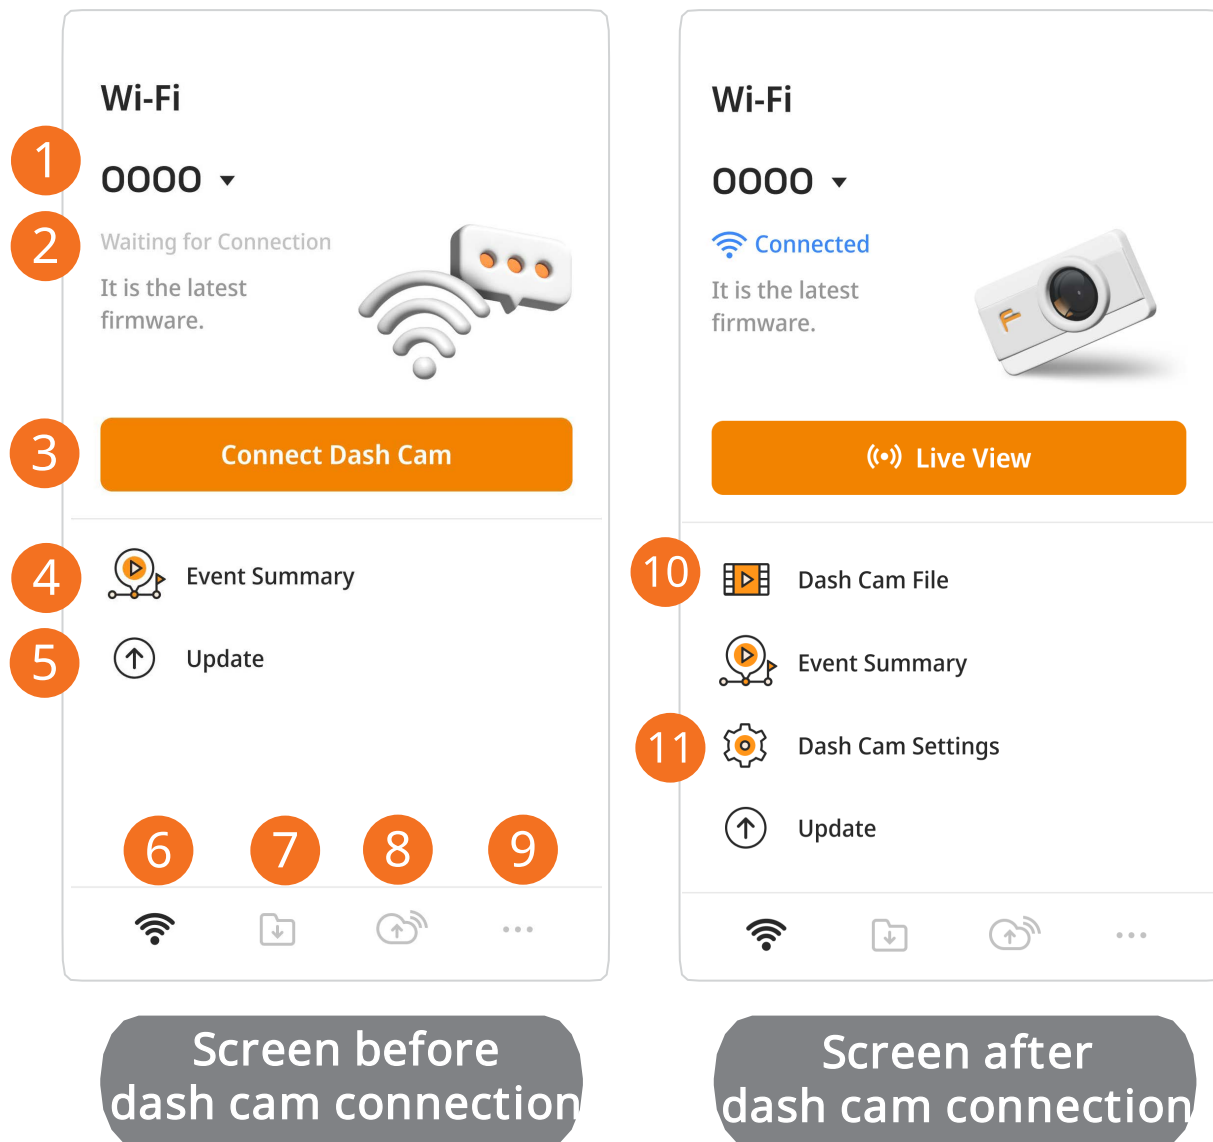 Wi-Fi
1
OOOO
2
Waiting for Connection
It is the latest
firmware.
3
Connect Dash Cam
4
Event Summary
5
Update
6 7 8 9
Screen before
dash cam connection
Wi-Fi
OOOO
Connected
It is the latest
firmware.
F
Live View
10
Dash Cam File
Event Summary
11
Dash Cam Settings
Update
Screen after
dash cam connection